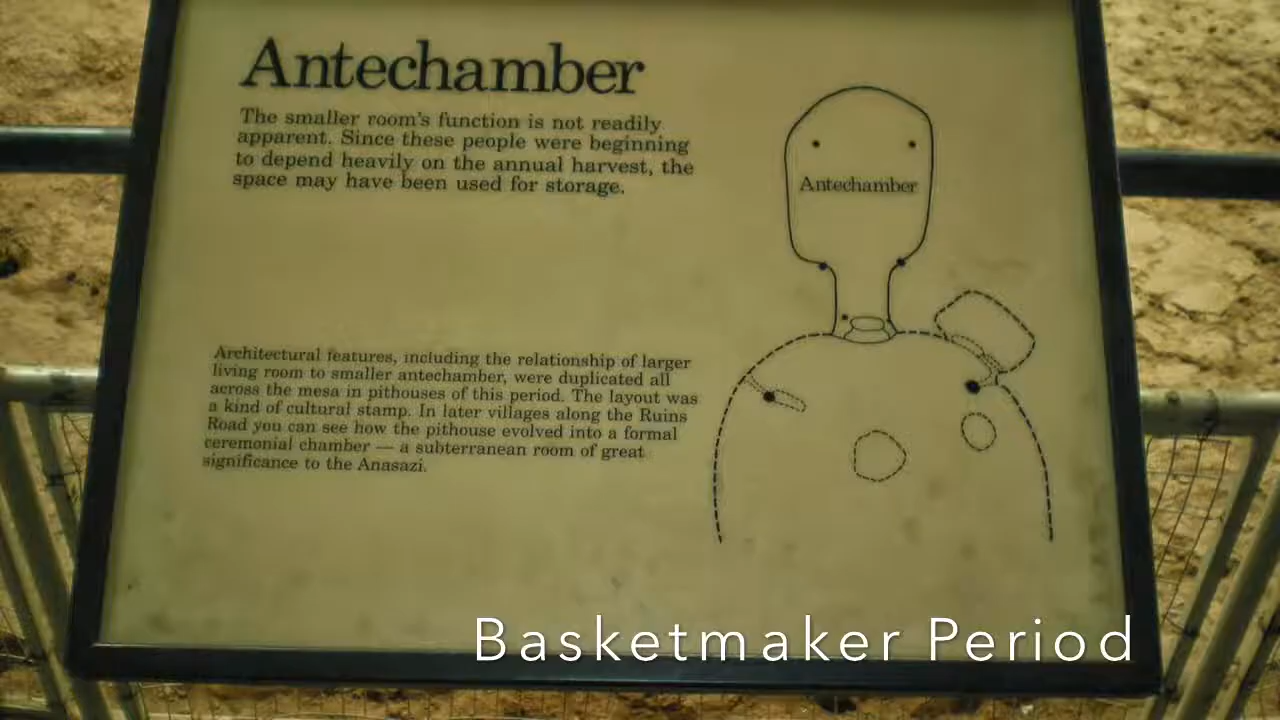 Antechamber
The smaller room's function is not readily
apparent. Since these people were beginning
to depend heavily on the annual harvest, the
space may have been used for storage.
Antechamber
Architectural features, including the relationship of larger
living room to smaller antechamber, were duplicated all
across the mesa in pithouses of this period. The layout was
a kind of cultural stamp. In later villages along the Ruins
Road you can see how the pithouse evolved into a formal
ceremonial chamber — a subterranean room of great
significance to the Anasazi.
Basketmaker Period